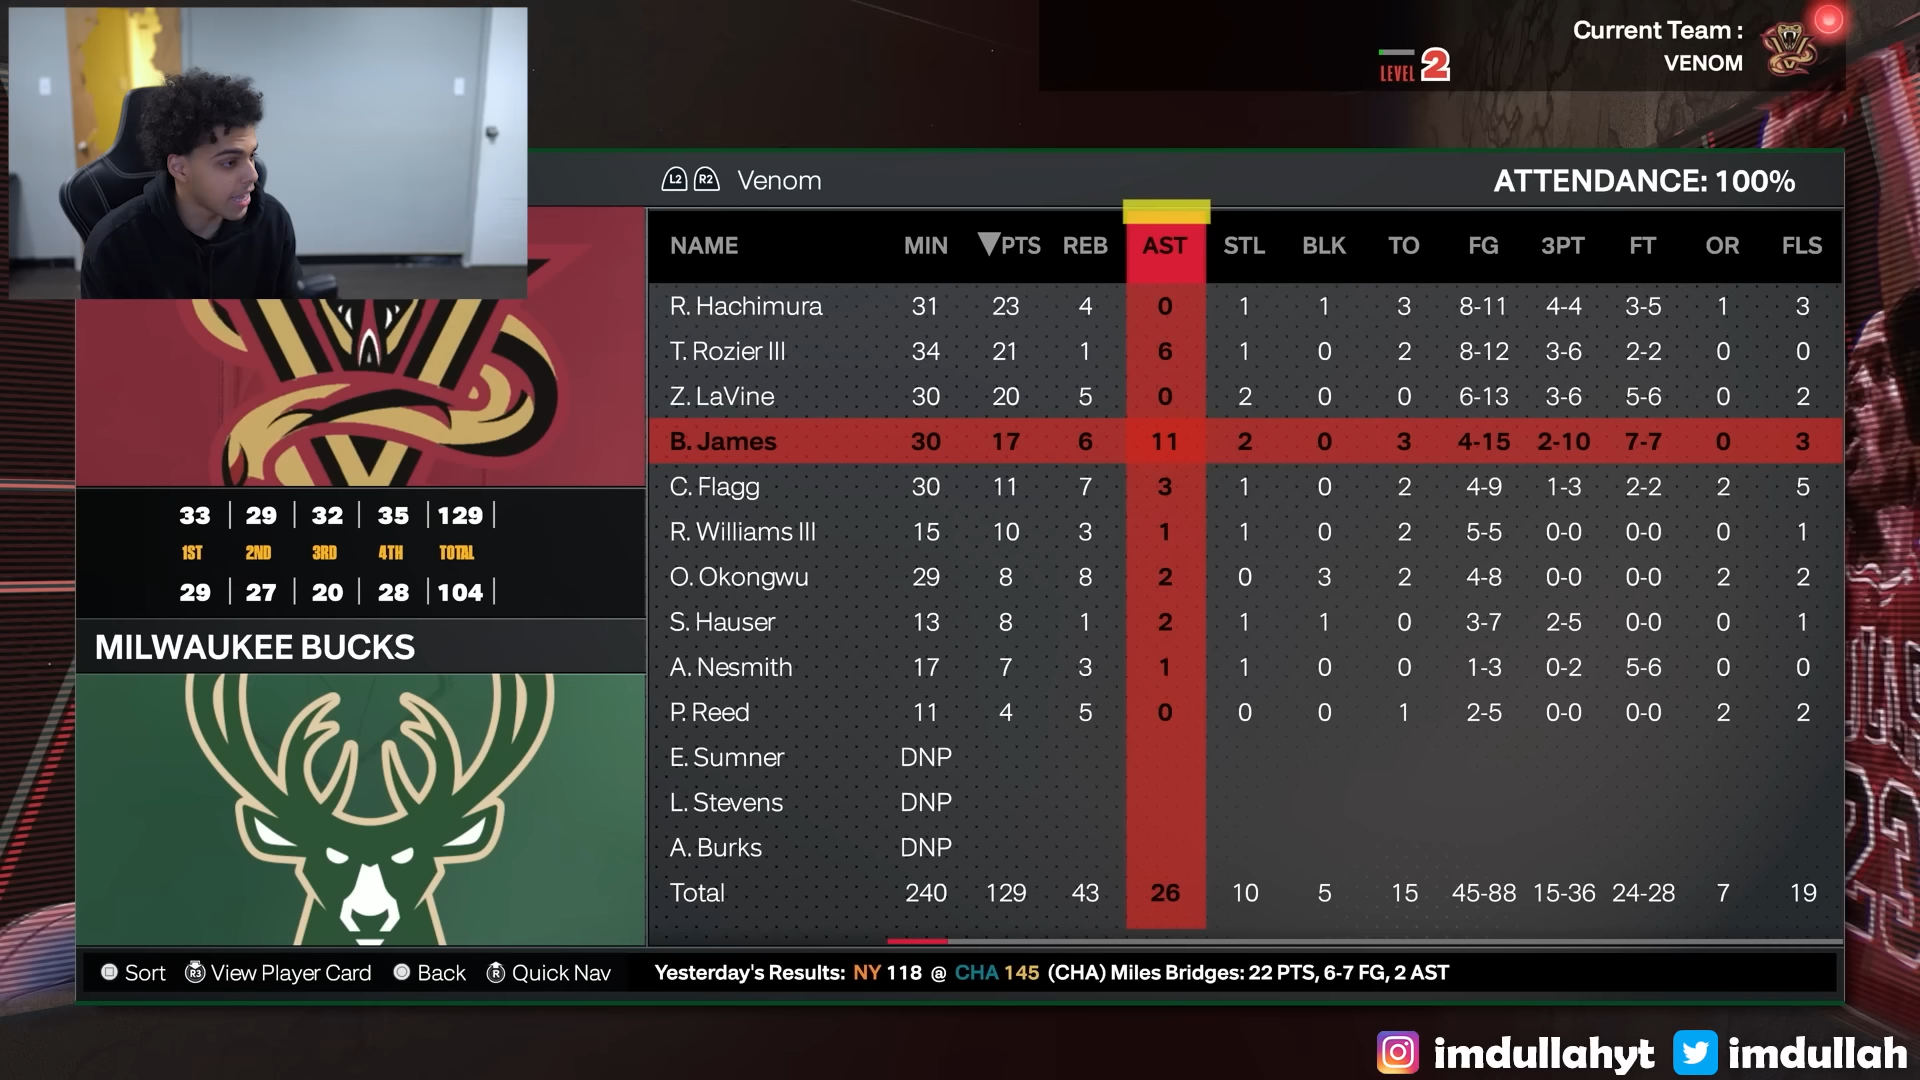 Current Team :
VENOM
LEVEL 2
L2 R2 Venom
ATTENDANCE: 100%
NAME MIN PTS REB AST STL BLK TO FG 3PT FT OR FLS
R. Hachimura 31 23 4 0 1 1 3 8-11 4-4 3-5 1 3
T. Rozier III 34 21 1 6 1 0 2 8-12 3-6 2-2 0 0
Z. LaVine 30 20 5 0 2 0 0 6-13 3-6 5-6 0 2
B. James 30 17 6 11 2 0 3 4-15 2-10 7-7 0 3
C. Flagg 30 11 7 3 1 0 2 4-9 1-3 2-2 2 5
R. Williams III 15 10 3 1 1 0 2 5-5 0-0 0-0 0 1
O. Okongwu 29 8 8 2 0 3 2 4-8 0-0 0-0 2 2
S. Hauser 13 8 1 2 1 1 0 3-7 2-5 0-0 0 1
A. Nesmith 17 7 3 1 1 0 0 1-3 0-2 5-6 0 0
P. Reed 11 4 5 0 0 0 1 2-5 0-0 0-0 2 2
E. Sumner DNP
L. Stevens DNP
A. Burks DNP
Total 240 129 43 26 10 5 15 45-88 15-36 24-28 7 19
33 | 29 | 32 | 35 | 129 |
1ST 2ND 3RD 4TH TOTAL
29 | 27 | 20 | 28 | 104 |
MILWAUKEE BUCKS
Sort R3 View Player Card Back R Quick Nav
Yesterday's Results: NY 118 @ CHA 145 (CHA) Miles Bridges: 22 PTS, 6-7 FG, 2 AST
imdullahyt imdullah